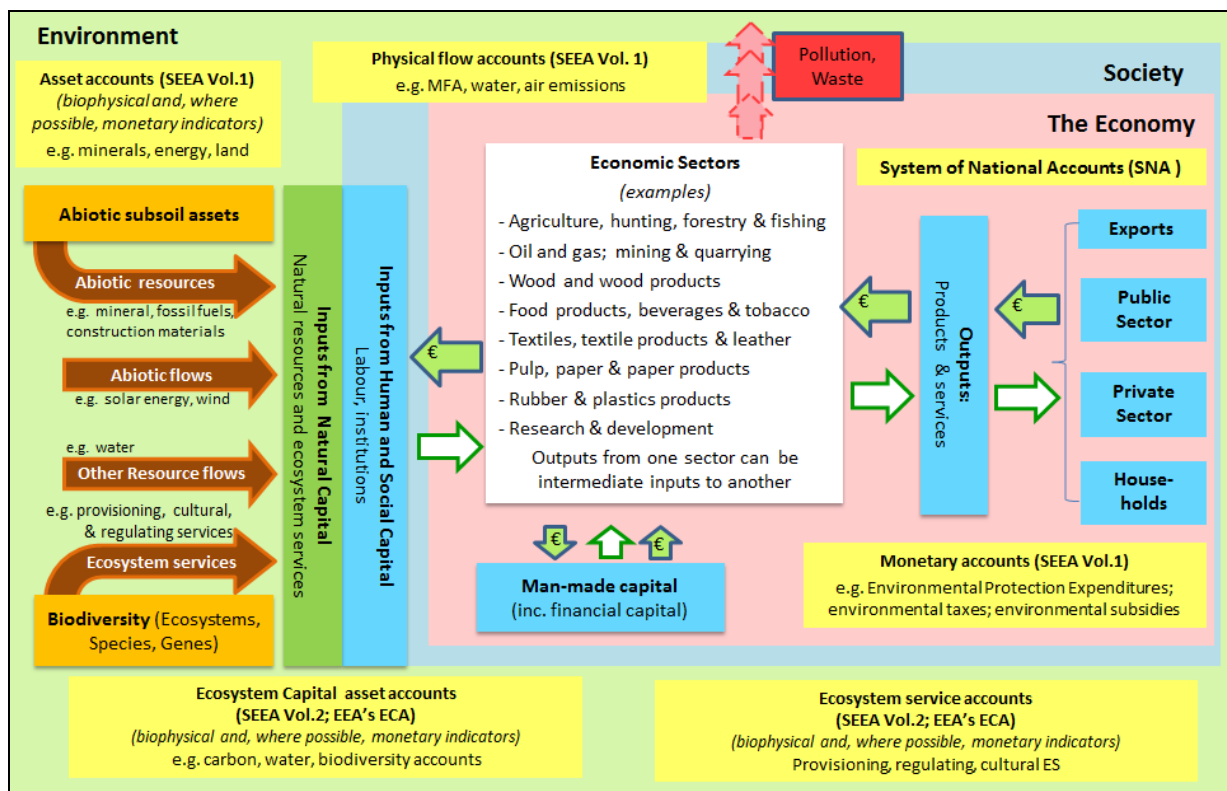 Environment
Asset accounts (SEEA Vol.1)
(biophysical and, where
possible, monetary indicators)
e.g. minerals, energy, land
Physical flow accounts (SEEA Vol. 1)
e.g. MFA, water, air emissions
Pollution,
Waste
Society
The Economy
System of National Accounts (SNA )
Abiotic subsoil assets
Abiotic resources
e.g. mineral, fossil fuels,
construction materials
Abiotic flows
e.g. solar energy, wind
e.g. water
Other Resource flows
e.g. provisioning, cultural,
& regulating services
Ecosystem services
Biodiversity (Ecosystems,
Species, Genes)
Inputs from Natural Capital
Natural resources and ecosystem services
Inputs from Human and Social Capital
Labour, institutions
€
Economic Sectors
(examples)
- Agriculture, hunting, forestry & fishing
- Oil and gas; mining & quarrying
- Wood and wood products
- Food products, beverages & tobacco
- Textiles, textile products & leather
- Pulp, paper & paper products
- Rubber & plastics products
- Research & development
Outputs from one sector can be
intermediate inputs to another
€
€
Man-made capital
(inc. financial capital)
€
Outputs:
Products & services
€
Exports
Public
Sector
Private
Sector
House-
holds
Monetary accounts (SEEA Vol.1)
e.g. Environmental Protection Expenditures;
environmental taxes; environmental subsidies
Ecosystem Capital asset accounts
(SEEA Vol.2; EEA's ECA)
(biophysical and, where possible, monetary indicators)
e.g. carbon, water, biodiversity accounts
Ecosystem service accounts
(SEEA Vol.2; EEA's ECA)
(biophysical and, where possible, monetary indicators)
Provisioning, regulating, cultural ES